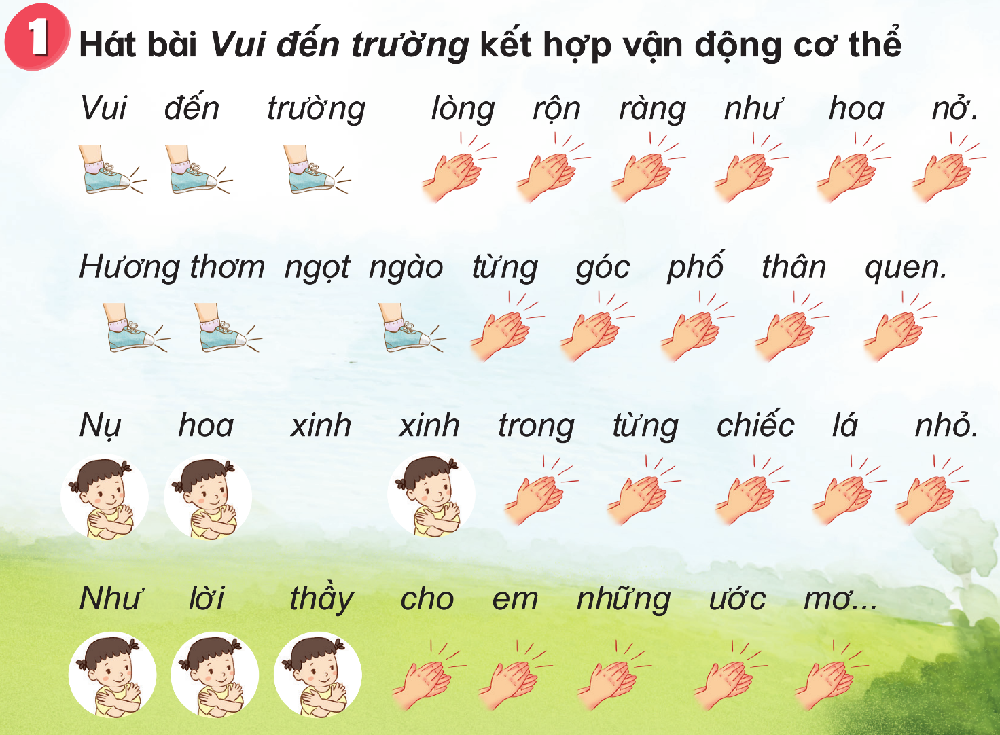 1 Hát bài Vui đến trường kết hợp vận động cơ thể
Vui đến trường lòng rộn ràng như hoa nở.
Hương thơm ngọt ngào từng góc phố thân quen.
Nụ hoa xinh xinh trong từng chiếc lá nhỏ.
Như lời thầy cho em những ước mơ...